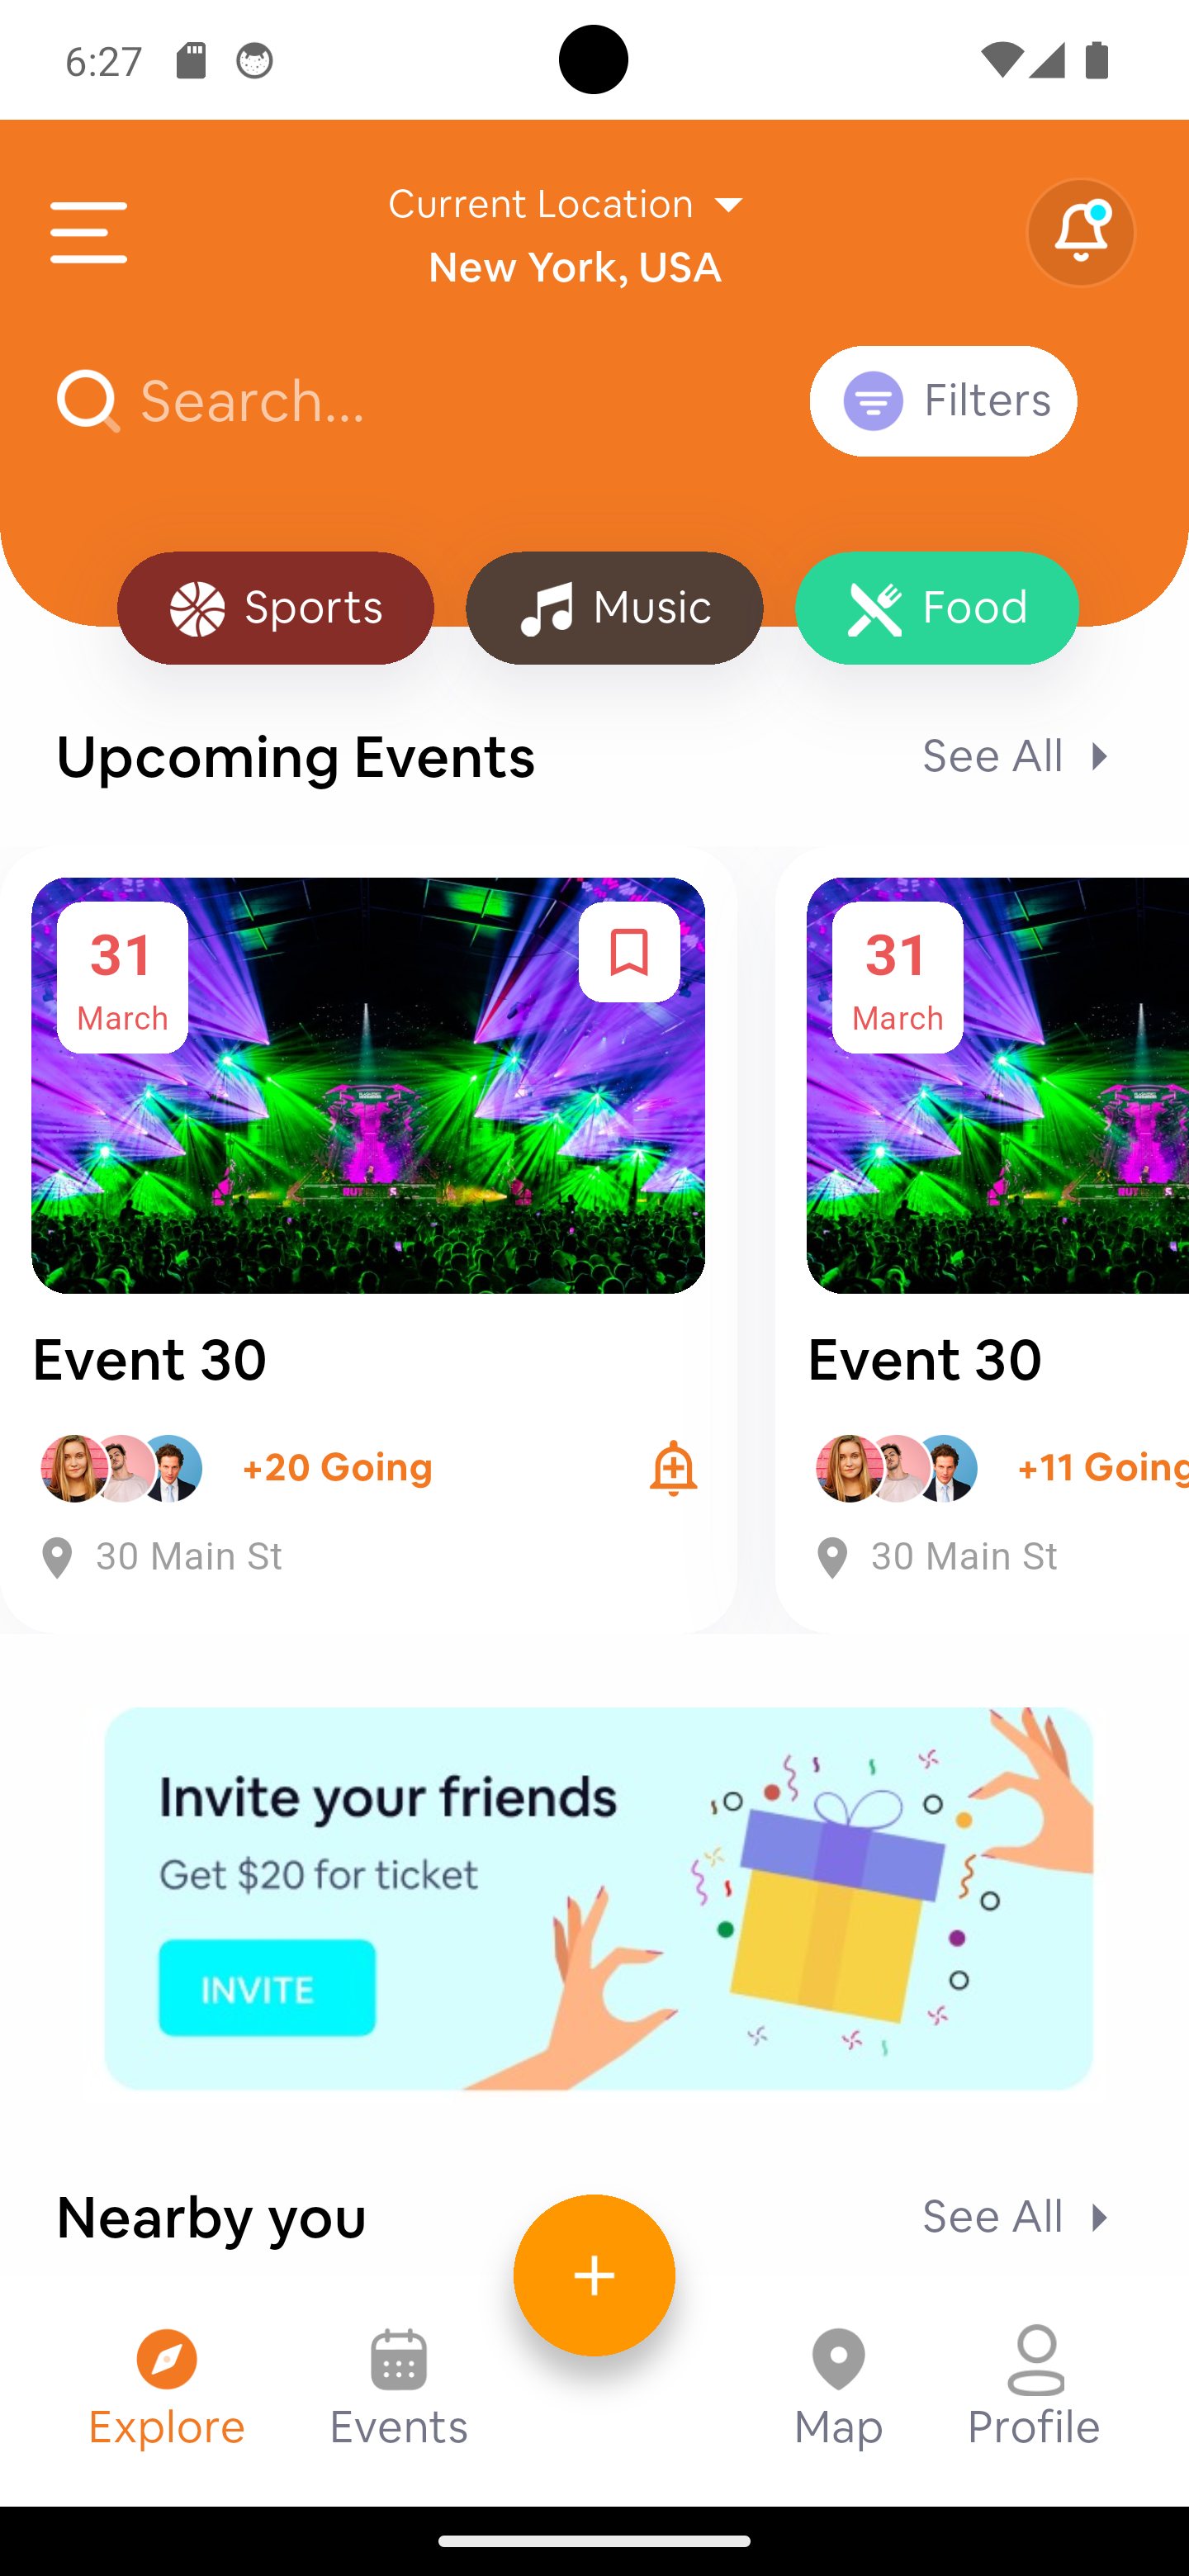 6:27
Current Location
New York, USA
Search...
Filters
Sports
Music
Food
Upcoming Events
See All
31
March
31
March
Event 30
Event 30
+20 Going
+11 Going
30 Main St
30 Main St
Invite your friends
Get $20 for ticket
INVITE
Nearby you
See All
+
Explore
Events
Map
Profile